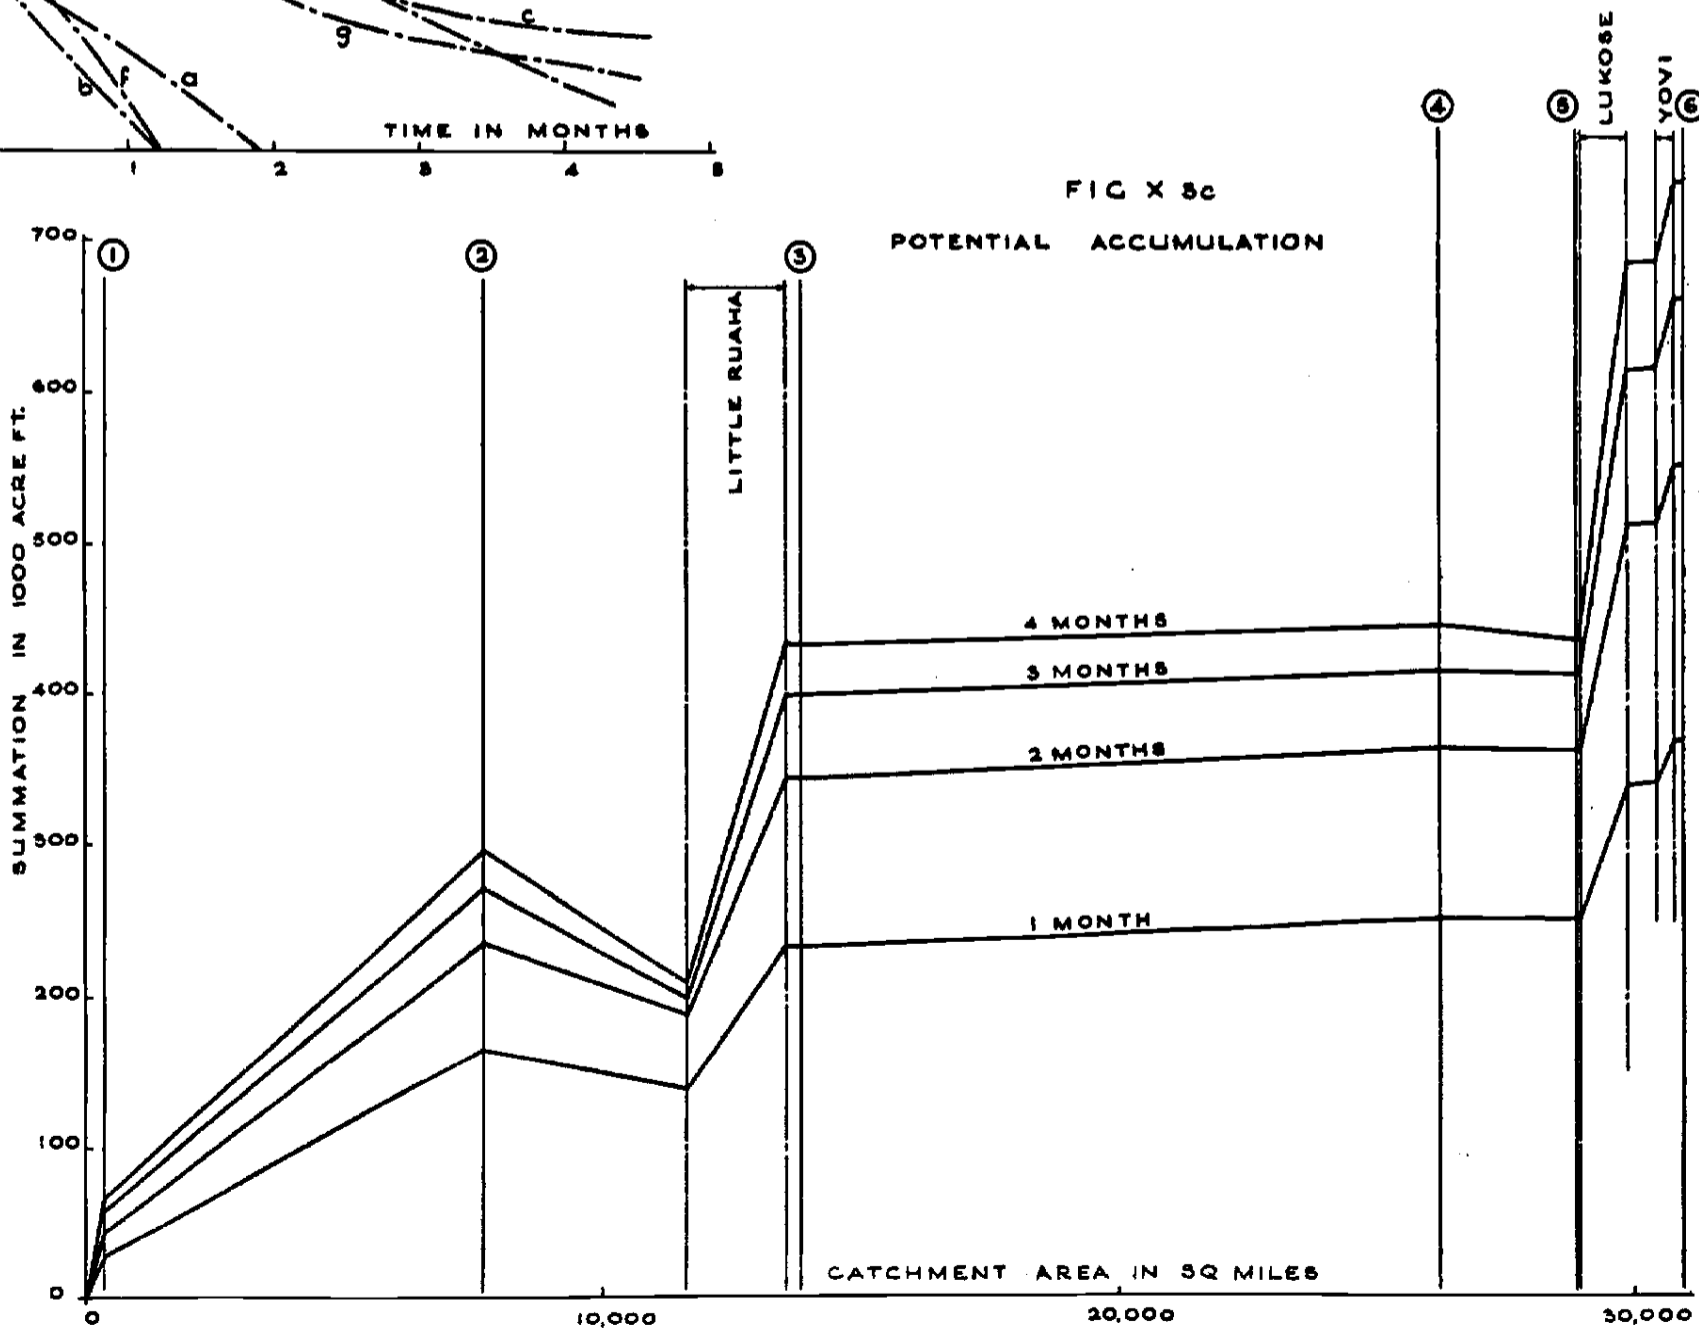 c
g
b
f
a
TIME IN MONTHS
1 2 3 4 5
LUKOSE
YOVI
④ ⑤ ⑥
FIG X 3c
POTENTIAL ACCUMULATION
① ② ③
LITTLE RUAHA
SUMMATION IN 1000 ACRE FT.
700
600
500
400
300
200
100
0
4 MONTHS
3 MONTHS
2 MONTHS
1 MONTH
CATCHMENT AREA IN SQ MILES
0 10,000 20,000 30,000